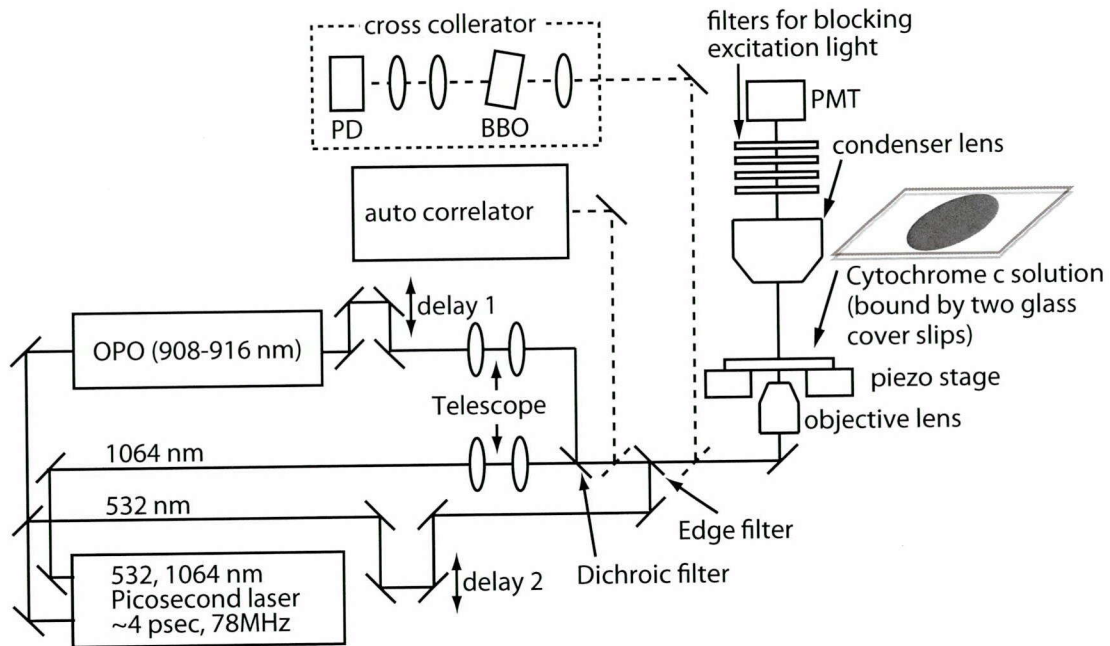 cross collerator
PD
BBO
filters for blocking
excitation light
PMT
condenser lens
auto correlator
Cytochrome c solution
(bound by two glass
cover slips)
delay 1
OPO (908-916 nm)
Telescope
piezo stage
objective lens
1064 nm
532 nm
Edge filter
Dichroic filter
delay 2
532, 1064 nm
Picosecond laser
~4 psec, 78MHz